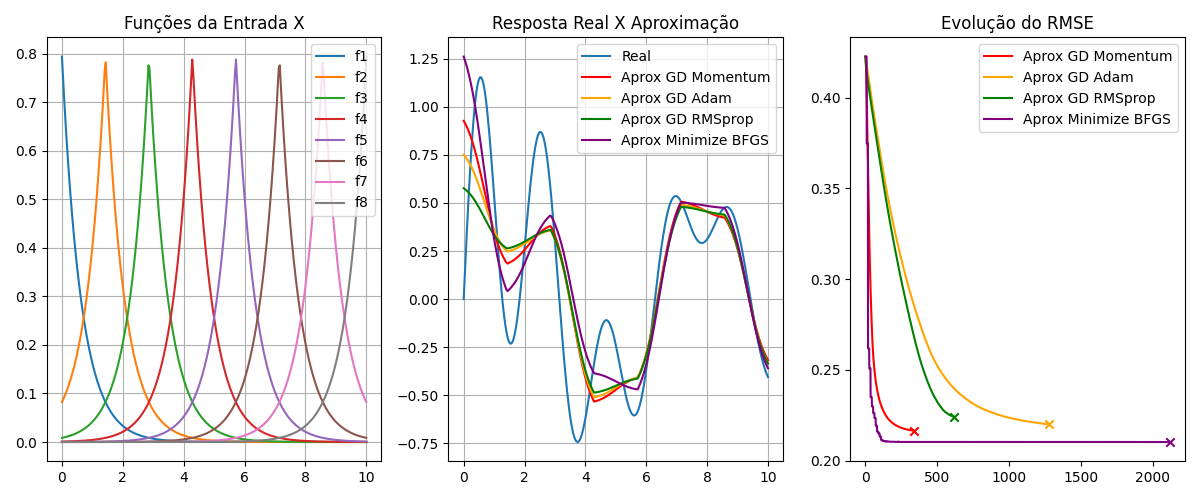 Funções da Entrada X
0.8
0.7
0.6
0.5
0.4
0.3
0.2
0.1
0.0
0 2 4 6 8 10
f1
f2
f3
f4
f5
f6
f7
f8
Resposta Real X Aproximação
1.25
1.00
0.75
0.50
0.25
0.00
−0.25
−0.50
−0.75
0 2 4 6 8 10
Real
Aprox GD Momentum
Aprox GD Adam
Aprox GD RMSprop
Aprox Minimize BFGS
Evolução do RMSE
0.40
0.35
0.30
0.25
0.20
0 500 1000 1500 2000
Aprox GD Momentum
Aprox GD Adam
Aprox GD RMSprop
Aprox Minimize BFGS